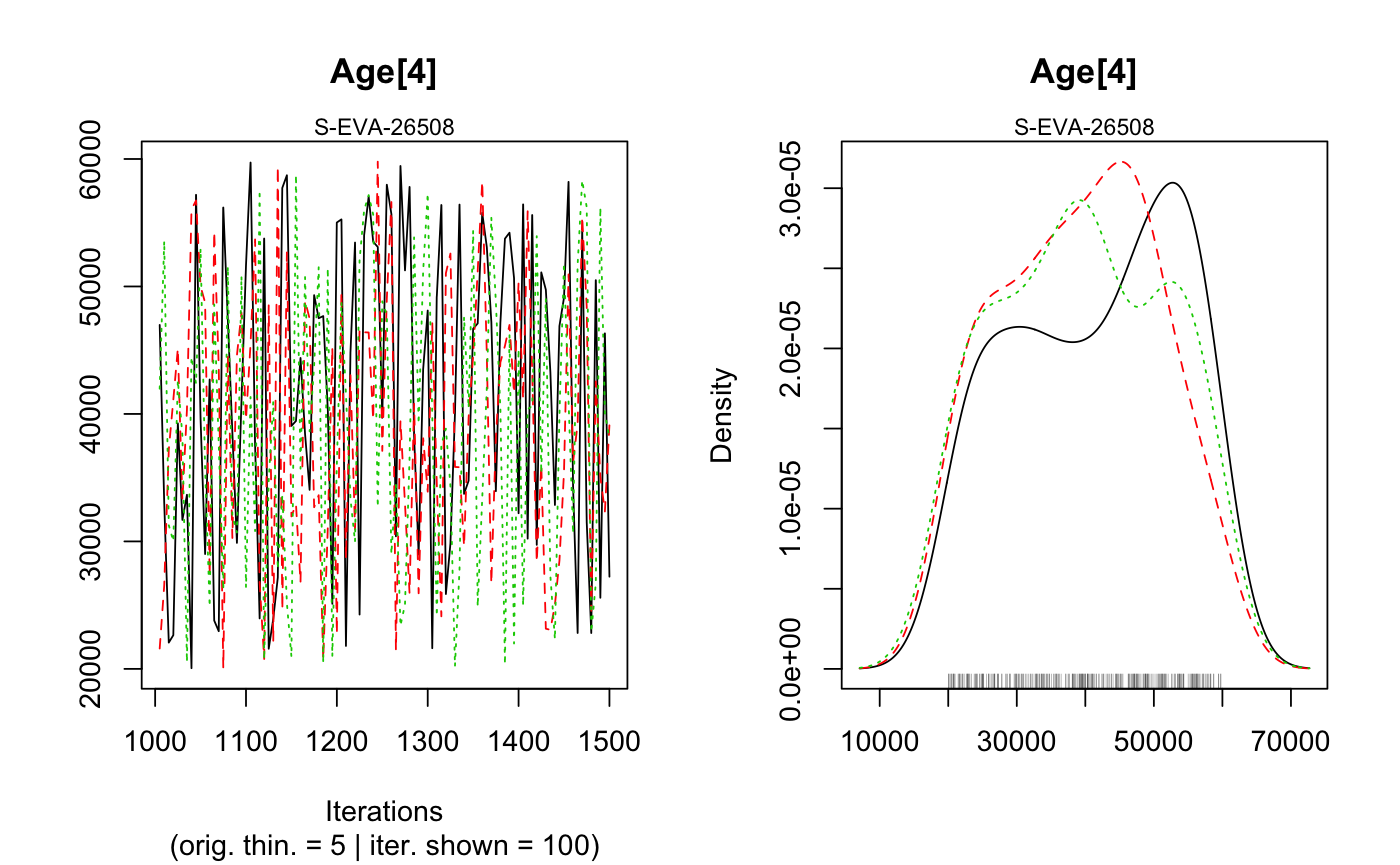 Age[4]
S-EVA-26508
20000 30000 40000 50000 60000
1000 1100 1200 1300 1400 1500
Iterations
(orig. thin. = 5 | iter. shown = 100)
Age[4]
S-EVA-26508
Density
0.0e+00 1.0e-05 2.0e-05 3.0e-05
10000 30000 50000 70000